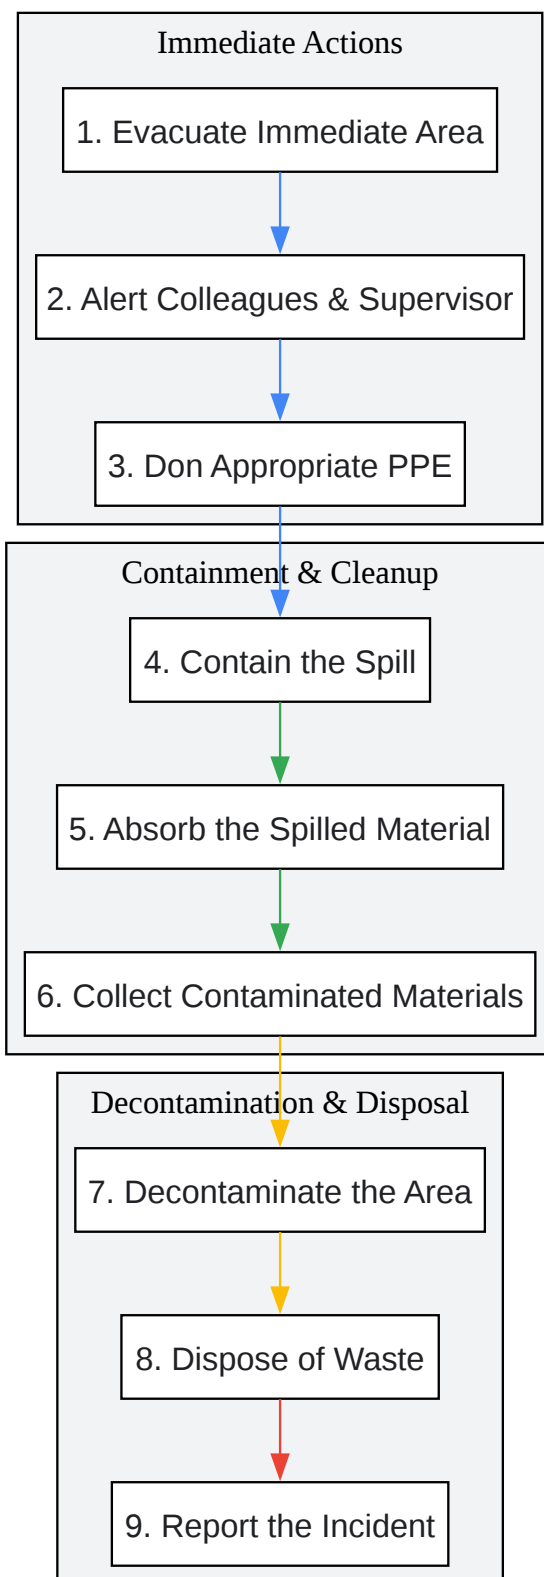 Immediate Actions
1. Evacuate Immediate Area
2. Alert Colleagues & Supervisor
3. Don Appropriate PPE
Containment & Cleanup
4. Contain the Spill
5. Absorb the Spilled Material
6. Collect Contaminated Materials
Decontamination & Disposal
7. Decontaminate the Area
8. Dispose of Waste
9. Report the Incident